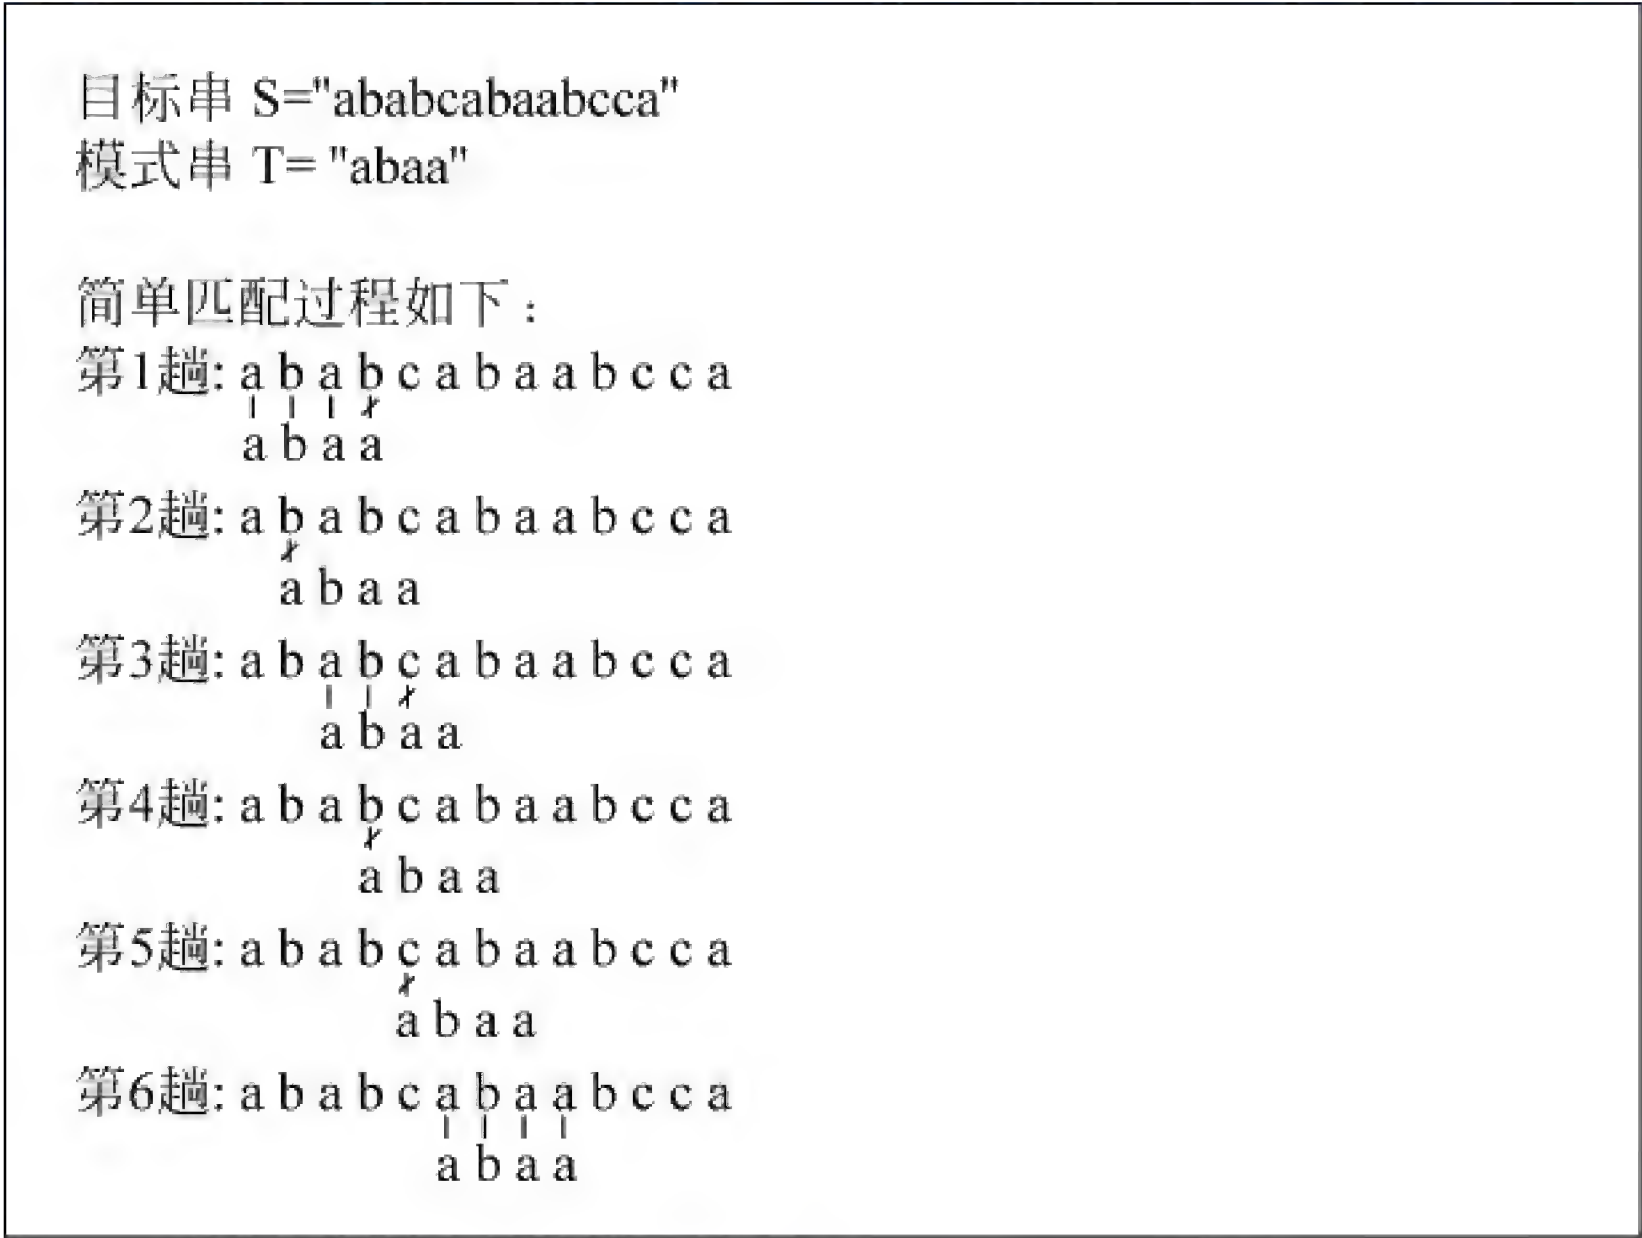 目标串 S="ababcabaabcca"
模式串 T= "abaa"
简单匹配过程如下：
第1趟: a b a b c a b a a b c c a
a b a a
第2趟: a b a b c a b a a b c c a
a b a a
第3趟: a b a b c a b a a b c c a
a b a a
第4趟: a b a b c a b a a b c c a
a b a a
第5趟: a b a b c a b a a b c c a
a b a a
第6趟: a b a b c a b a a b c c a
a b a a